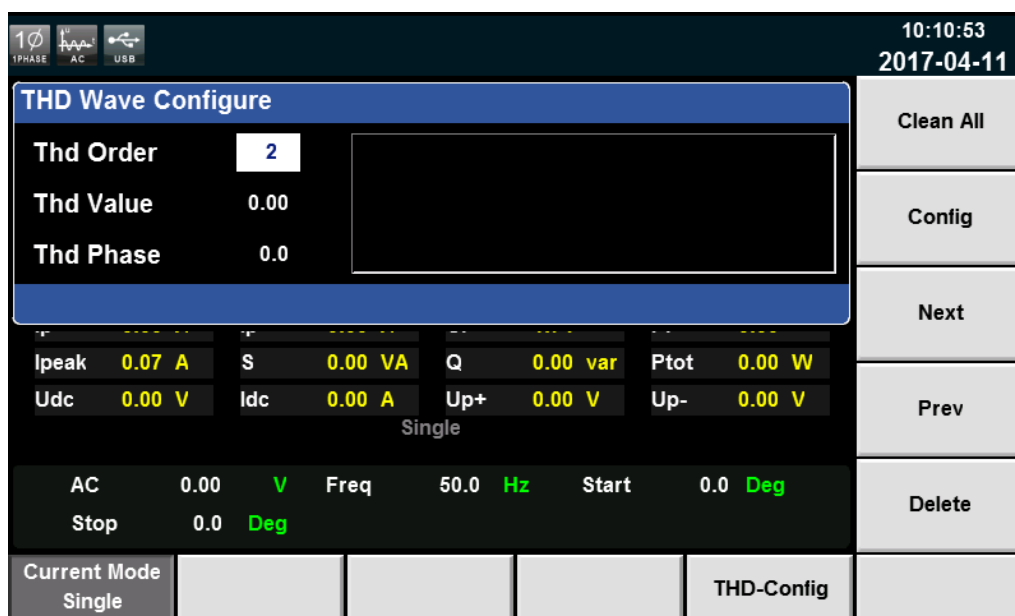 1Ø
1PHASE AC USB
10:10:53
2017-04-11
THD Wave Configure
Thd Order 2
Thd Value 0.00
Thd Phase 0.0
Ipeak 0.07 A S 0.00 VA Q 0.00 var Ptot 0.00 W
Udc 0.00 V Idc 0.00 A Up+ 0.00 V Up- 0.00 V
Single
AC 0.00 V Freq 50.0 Hz Start 0.0 Deg
Stop 0.0 Deg
Clean All
Config
Next
Prev
Delete
Current Mode
Single
THD-Config